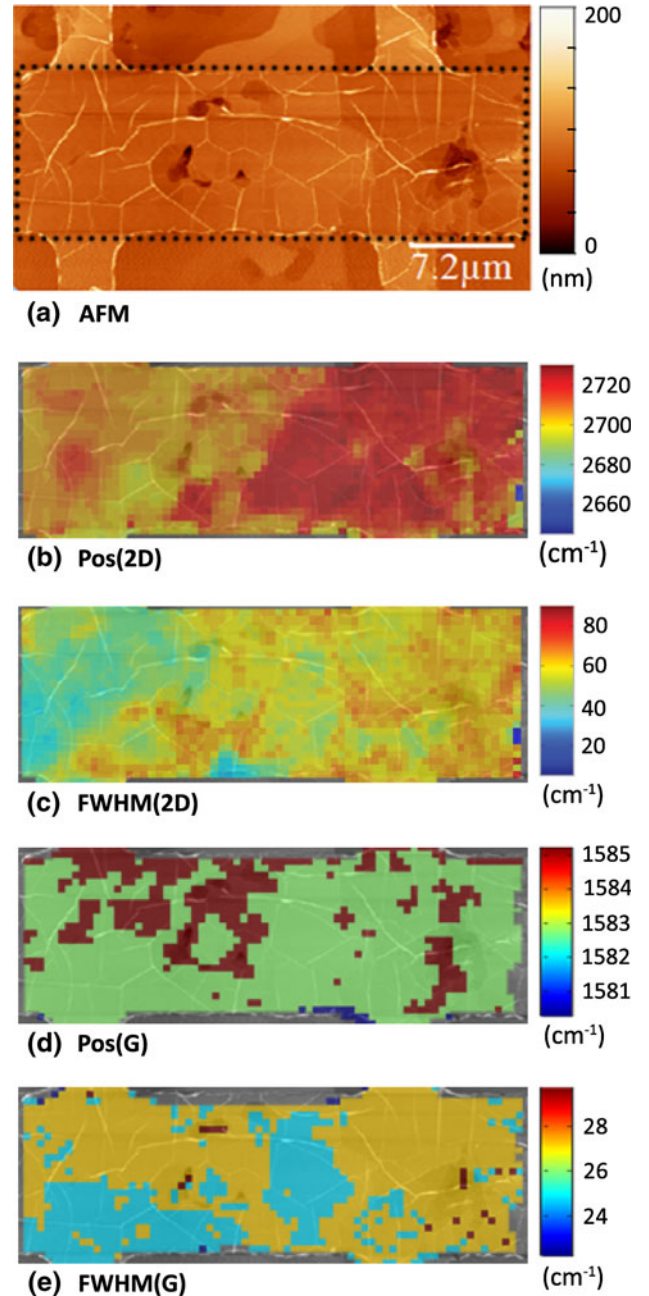 200
0
(nm)
7.2µm
(a) AFM
2720
2700
2680
2660
(cm⁻¹)
(b) Pos(2D)
80
60
40
20
(cm⁻¹)
(c) FWHM(2D)
1585
1584
1583
1582
1581
(cm⁻¹)
(d) Pos(G)
28
26
24
(cm⁻¹)
(e) FWHM(G)